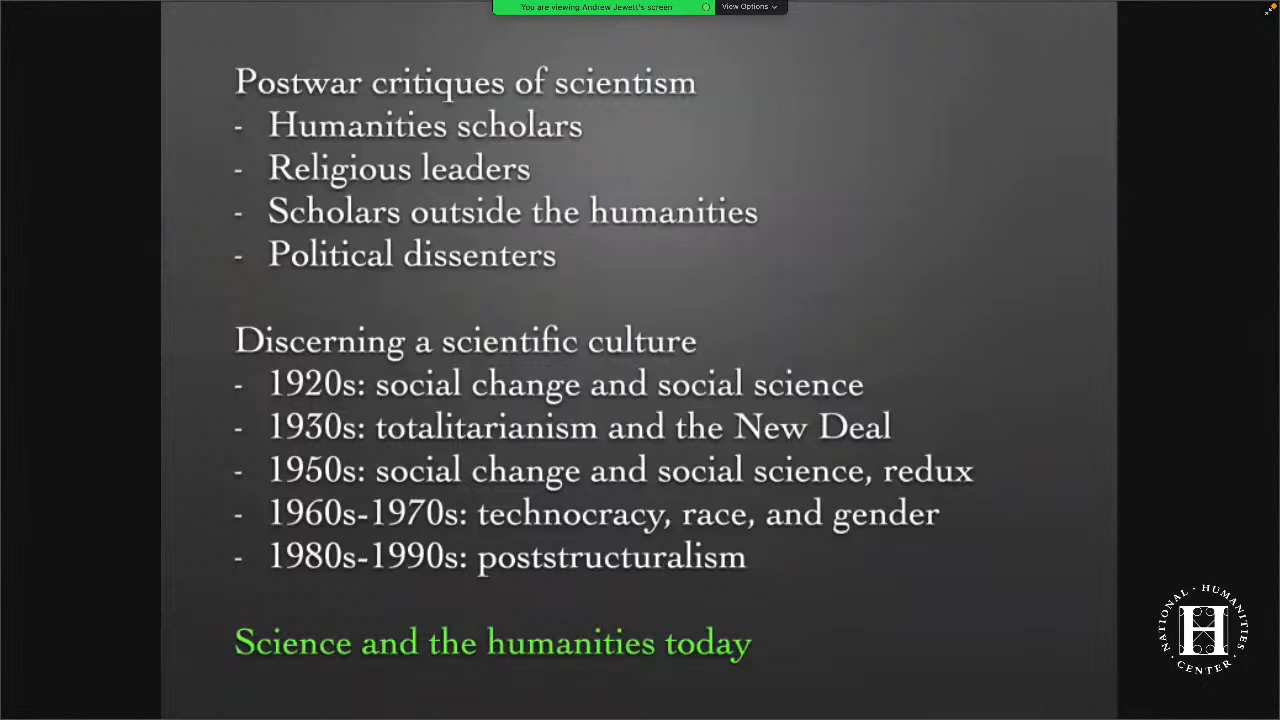 You are viewing Andrew Jewett's screen
View Options
Postwar critiques of scientism
- Humanities scholars
- Religious leaders
- Scholars outside the humanities
- Political dissenters
Discerning a scientific culture
- 1920s: social change and social science
- 1930s: totalitarianism and the New Deal
- 1950s: social change and social science, redux
- 1960s-1970s: technocracy, race, and gender
- 1980s-1990s: poststructuralism
Science and the humanities today
NATIONAL · HUMANITIES · CENTER ·
H